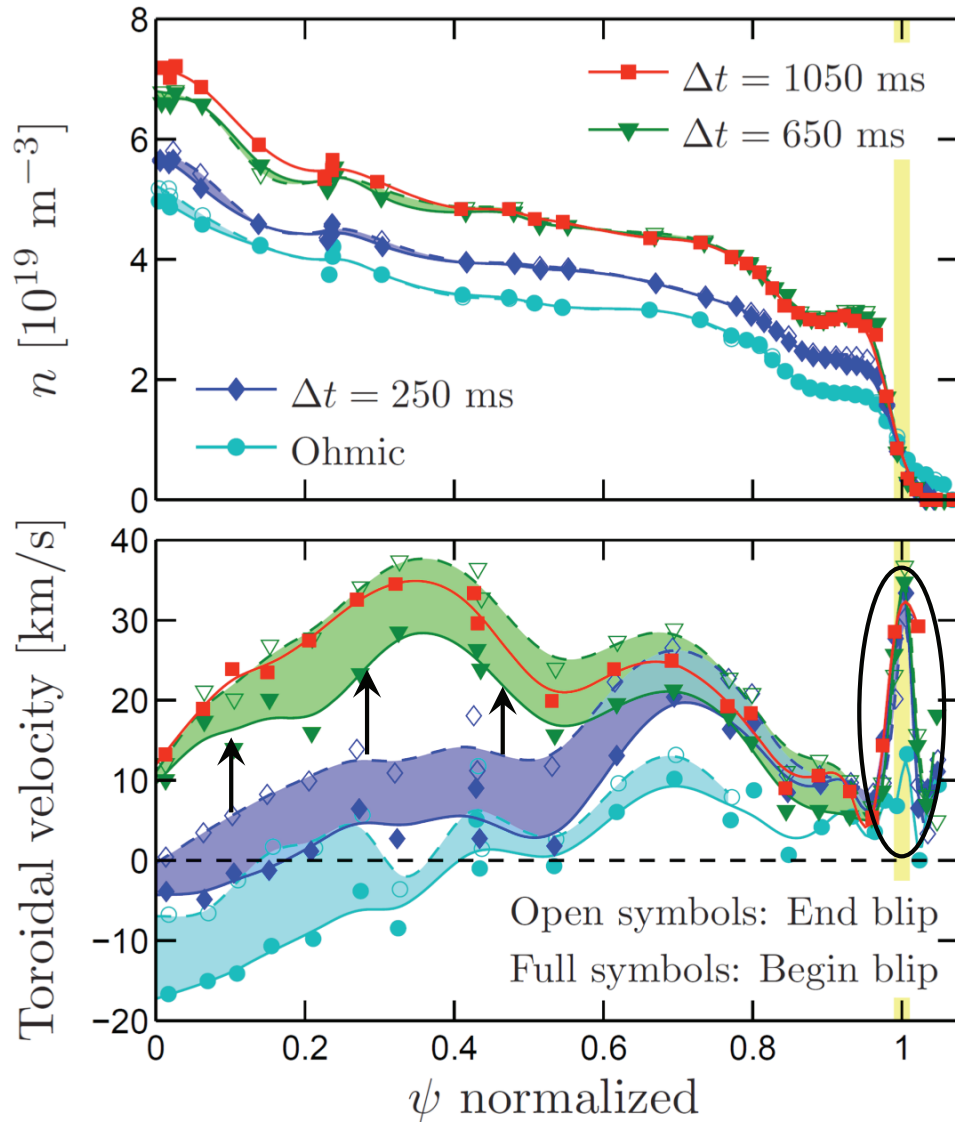 8
6
4
2
0
n [10¹⁹ m⁻³]
Δt = 1050 ms
Δt = 650 ms
Δt = 250 ms
Ohmic
40
30
20
10
0
−10
−20
Toroidal velocity [km/s]
Open symbols: End blip
Full symbols: Begin blip
0 0.2 0.4 0.6 0.8 1
ψ normalized